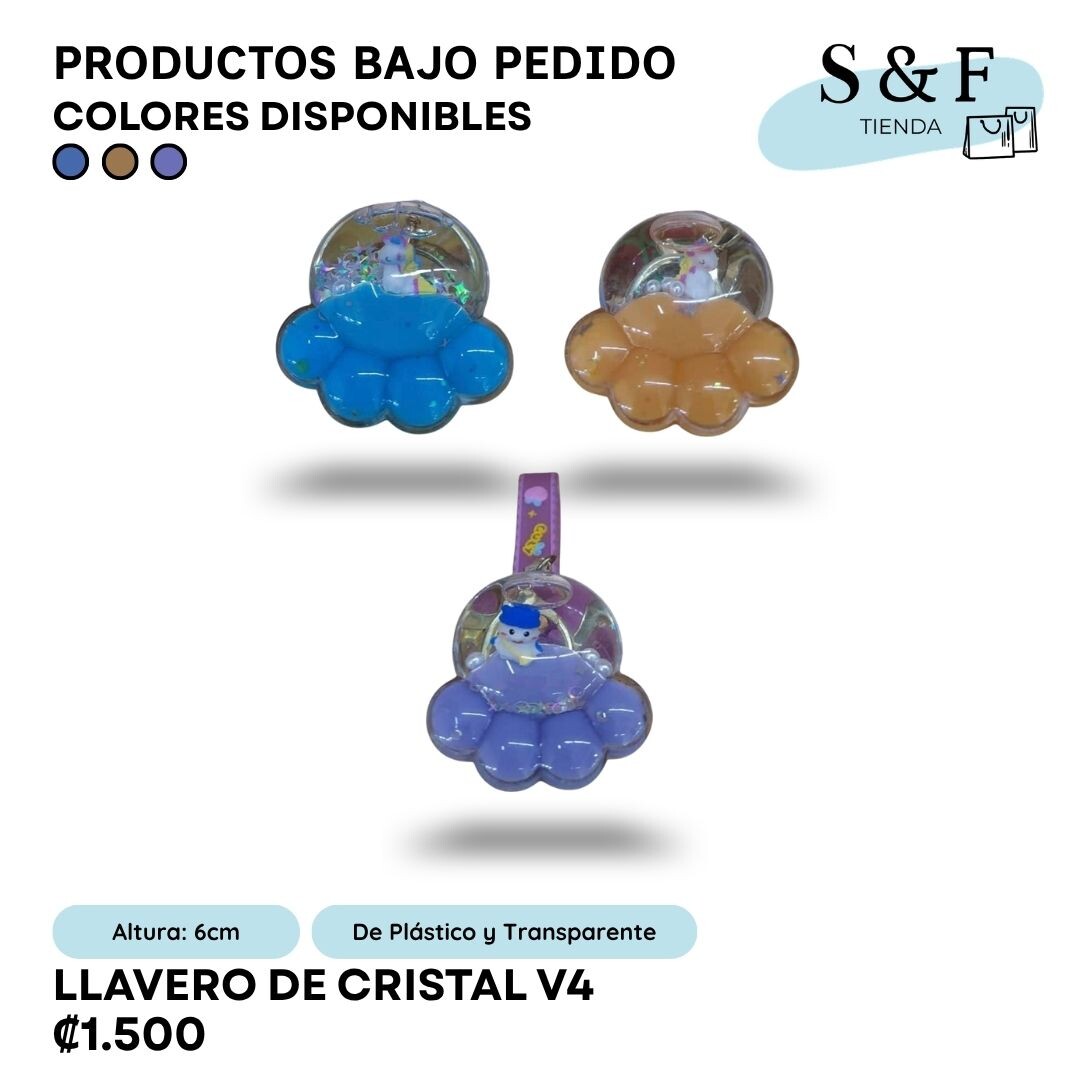 PRODUCTOS BAJO PEDIDO
COLORES DISPONIBLES
S & F
TIENDA
Altura: 6cm
De Plástico y Transparente
LLAVERO DE CRISTAL V4
₡1.500